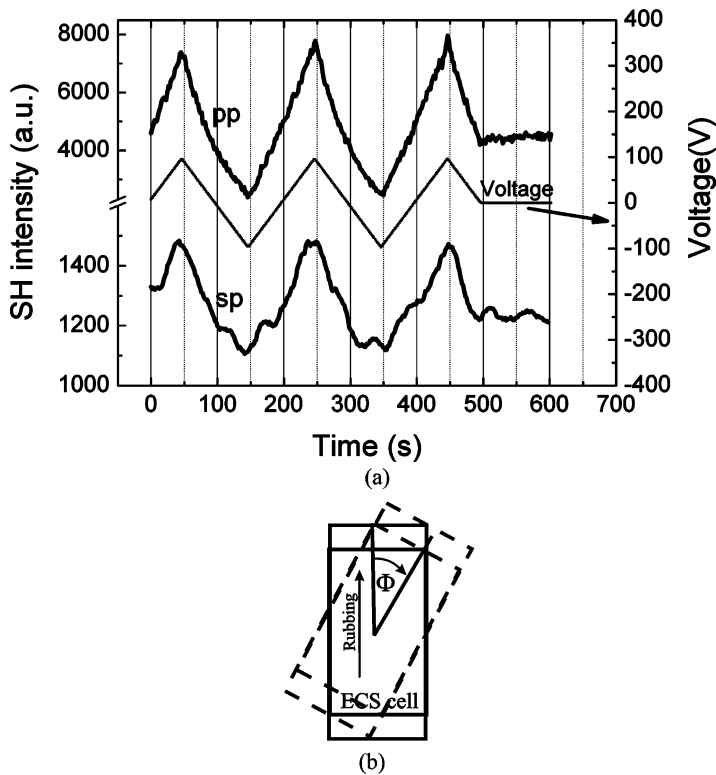 8000
6000
4000
1400
1200
1000
SH intensity (a.u.)
pp
sp
Voltage
400
300
200
100
0
-100
-200
-300
-400
Voltage(V)
0 100 200 300 400 500 600 700
Time (s)
(a)
Φ
Rubbing
ECS cell
(b)